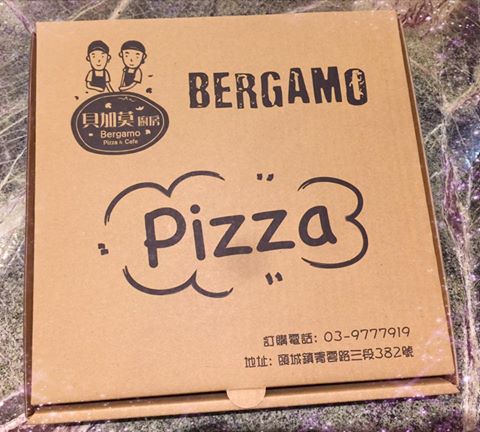 貝加莫廚房
Bergamo
Pizza & Cafe
BERGAMO
Pizza
訂購電話: 03-9777919
地址: 頭城鎮青雲路三段382號